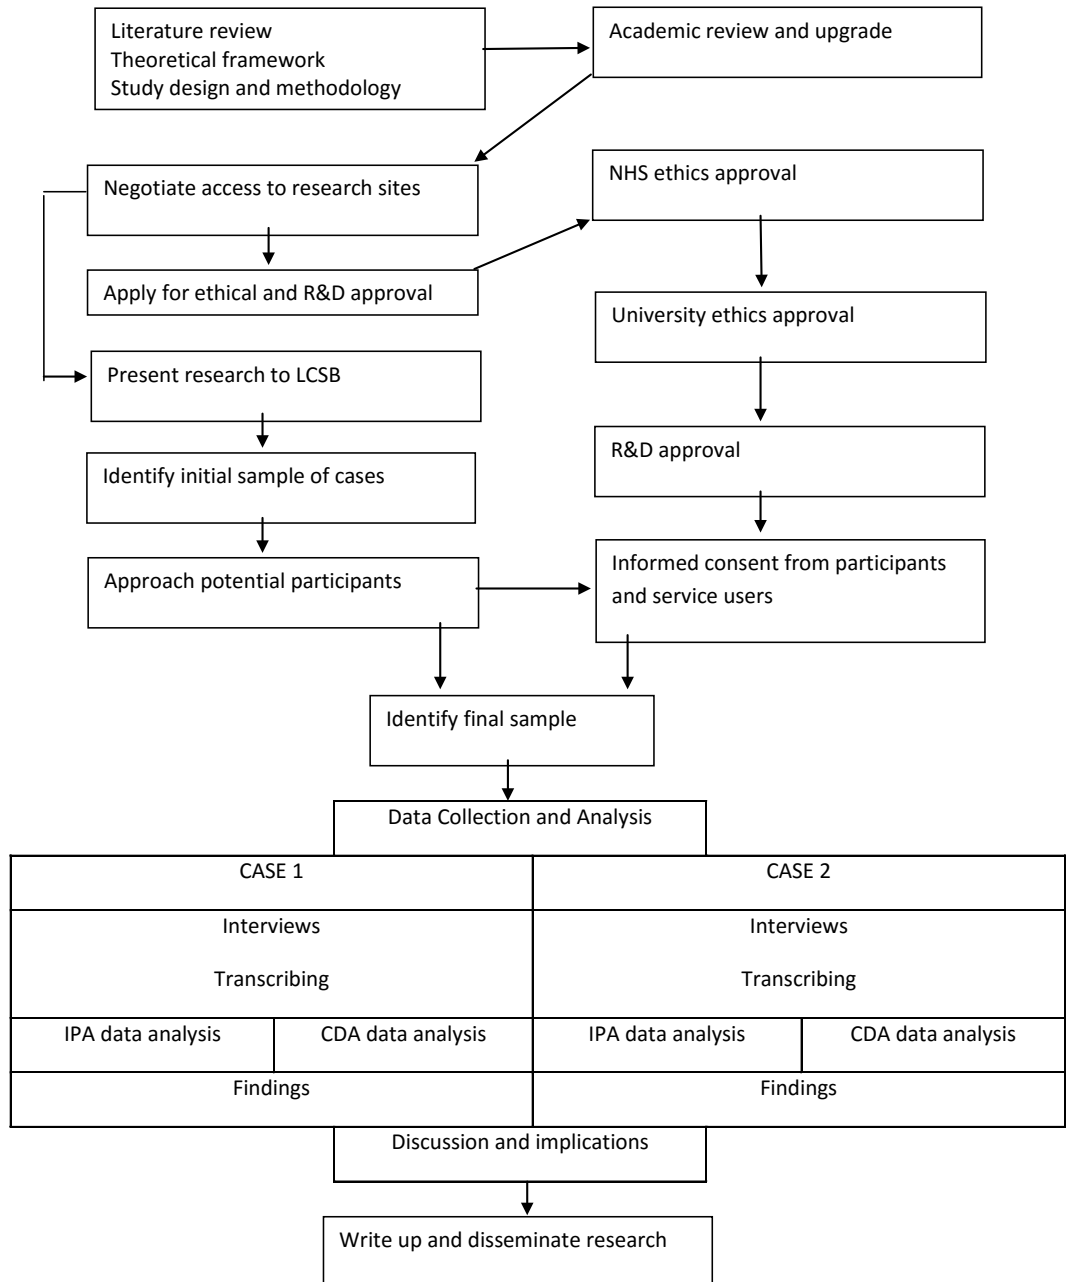 Literature review
Theoretical framework
Study design and methodology
Academic review and upgrade
Negotiate access to research sites
NHS ethics approval
Apply for ethical and R&D approval
University ethics approval
Present research to LCSB
R&D approval
Identify initial sample of cases
Approach potential participants
Informed consent from participants
and service users
Identify final sample
Data Collection and Analysis
CASE 1
CASE 2
Interviews
Transcribing
Interviews
Transcribing
IPA data analysis
CDA data analysis
IPA data analysis
CDA data analysis
Findings
Findings
Discussion and implications
Write up and disseminate research